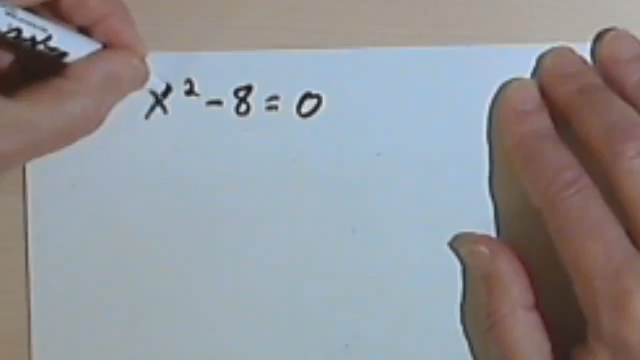 x² - 8 = 0